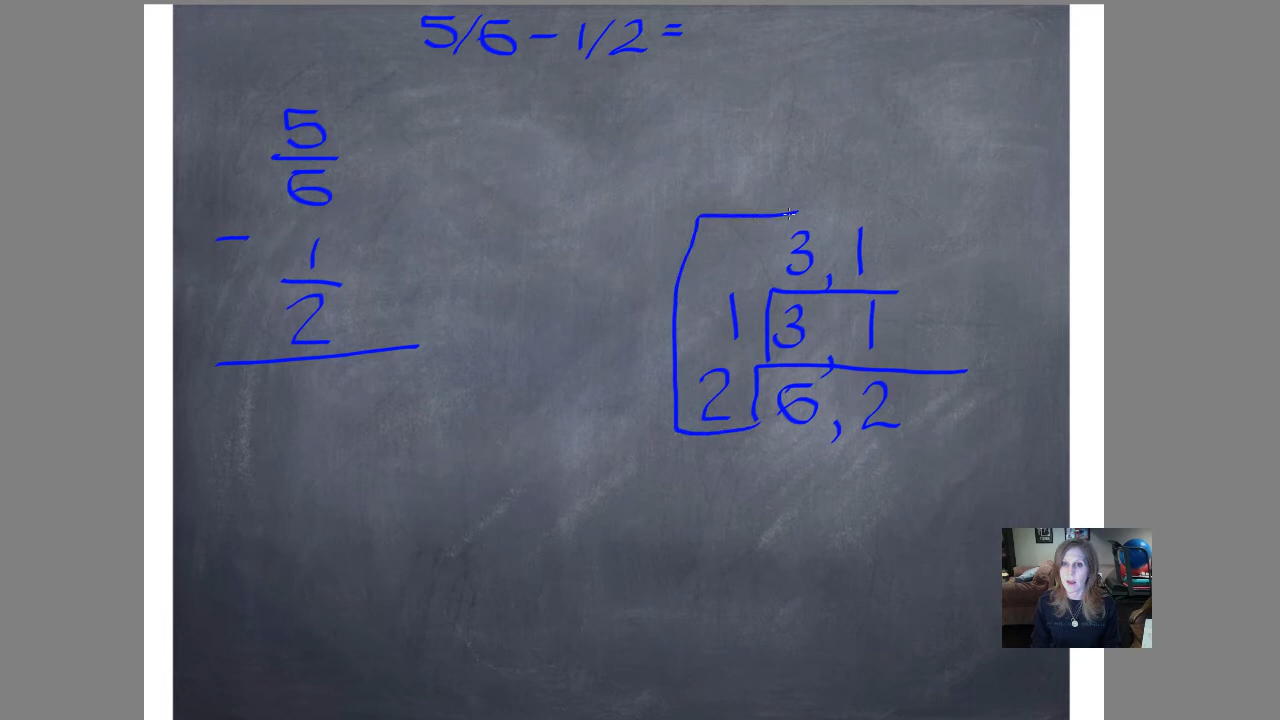 5/6 - 1/2 =
5
6
- 1
2
3, 1
1 3, 1
2 6, 2